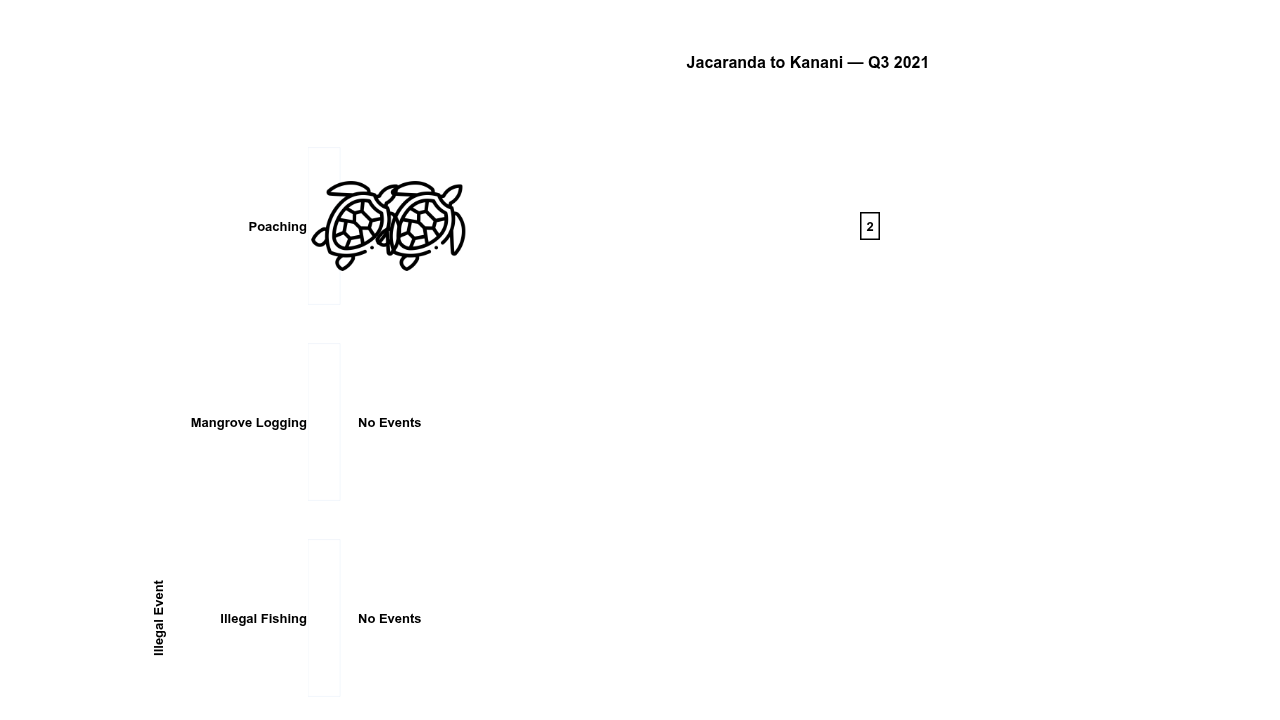 Jacaranda to Kanani — Q3 2021
Poaching
2
Mangrove Logging
No Events
Illegal Event
Illegal Fishing
No Events